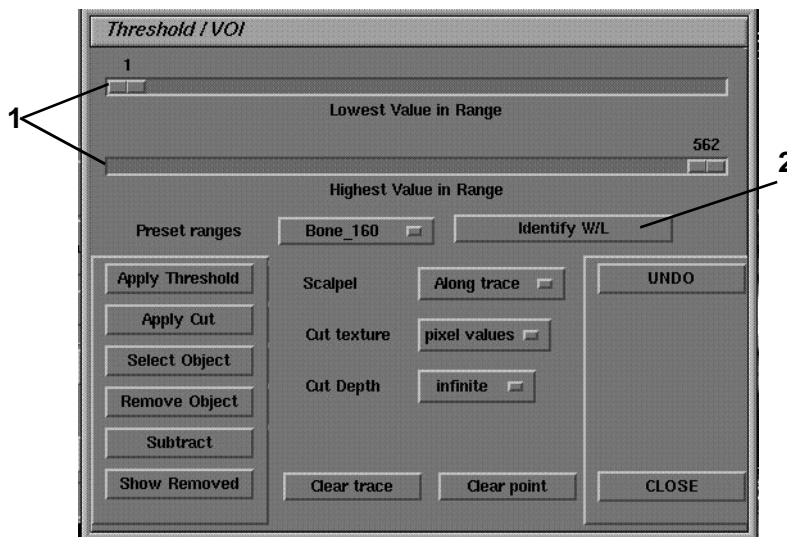 Threshold / VOI
1
1
Lowest Value in Range
562
2
Highest Value in Range
Preset ranges Bone_160 Identify W/L
Apply Threshold Scalpel Along trace UNDO
Apply Cut Cut texture pixel values
Select Object
Remove Object Cut Depth infinite
Subtract
Show Removed Clear trace Clear point CLOSE